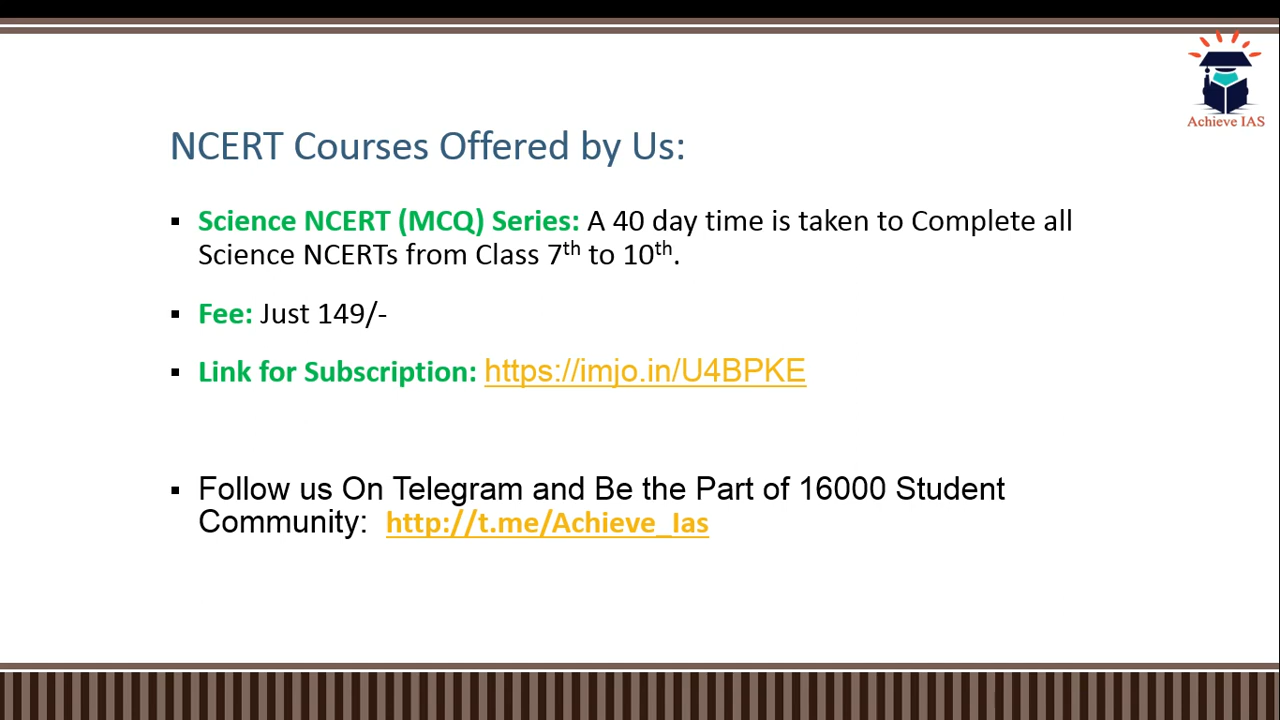 Achieve IAS
NCERT Courses Offered by Us:
▪ Science NCERT (MCQ) Series: A 40 day time is taken to Complete all
Science NCERTs from Class 7th to 10th.
▪ Fee: Just 149/-
▪ Link for Subscription: https://imjo.in/U4BPKE
▪ Follow us On Telegram and Be the Part of 16000 Student
Community: http://t.me/Achieve_Ias